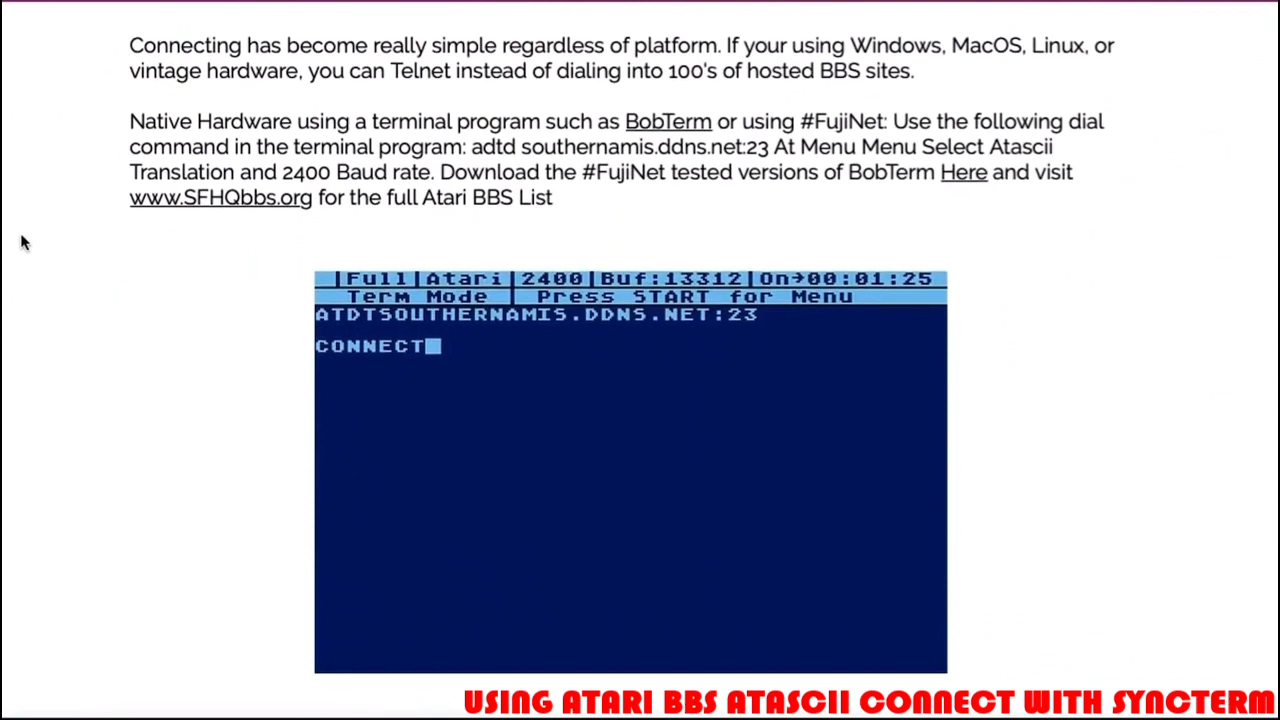 Connecting has become really simple regardless of platform. If your using Windows, MacOS, Linux, or
vintage hardware, you can Telnet instead of dialing into 100's of hosted BBS sites.
Native Hardware using a terminal program such as BobTerm or using #FujiNet: Use the following dial
command in the terminal program: adtd southernamis.ddns.net:23 At Menu Menu Select Atascii
Translation and 2400 Baud rate. Download the #FujiNet tested versions of BobTerm Here and visit
www.SFHQbbs.org for the full Atari BBS List
|Full|Atari|2400|Buf:13312|On→00:01:25
Term Mode | Press START for Menu
ATDTSOUTHERNAMIS.DDNS.NET:23
CONNECT
USING ATARI BBS ATASCII CONNECT WITH SYNCTERM